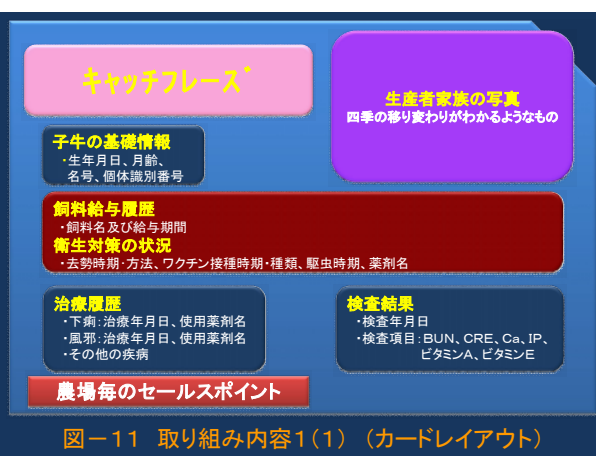 キャッチフレーズ
生産者家族の写真
四季の移り変わりがわかるようなもの
子牛の基礎情報
・生年月日、月齢、
名号、個体識別番号
飼料給与履歴
・飼料名及び給与期間
衛生対策の状況
・去勢時期・方法、ワクチン接種時期・種類、駆虫時期、薬剤名
治療履歴
・下痢:治療年月日、使用薬剤名
・風邪:治療年月日、使用薬剤名
・その他の疾病
検査結果
・検査年月日
・検査項目:BUN、CRE、Ca、IP、
ビタミンA、ビタミンE
農場毎のセールスポイント
図-11 取り組み内容1(1) (カードレイアウト)